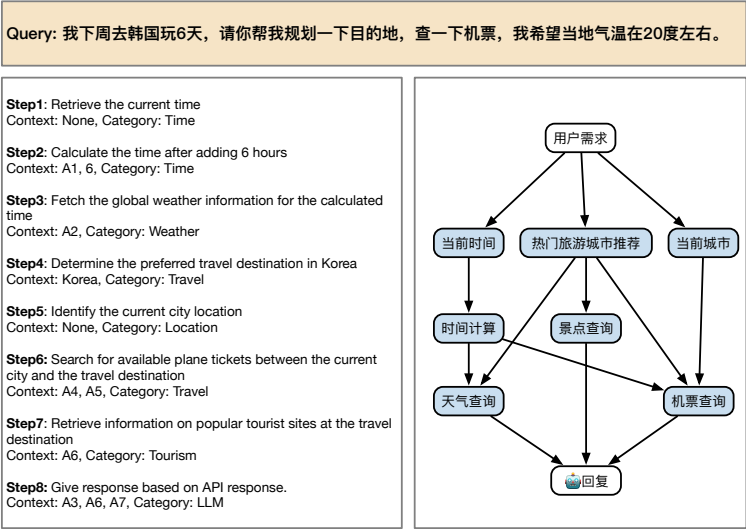 Query: 我下周去韩国玩6天，请你帮我规划一下目的地，查一下机票，我希望当地气温在20度左右。
Step1: Retrieve the current time
Context: None, Category: Time
Step2: Calculate the time after adding 6 hours
Context: A1, 6, Category: Time
Step3: Fetch the global weather information for the calculated
time
Context: A2, Category: Weather
Step4: Determine the preferred travel destination in Korea
Context: Korea, Category: Travel
Step5: Identify the current city location
Context: None, Category: Location
Step6: Search for available plane tickets between the current
city and the travel destination
Context: A4, A5, Category: Travel
Step7: Retrieve information on popular tourist sites at the travel
destination
Context: A6, Category: Tourism
Step8: Give response based on API response.
Context: A3, A6, A7, Category: LLM
用户需求
当前时间
热门旅游城市推荐
当前城市
时间计算
景点查询
天气查询
机票查询
回复